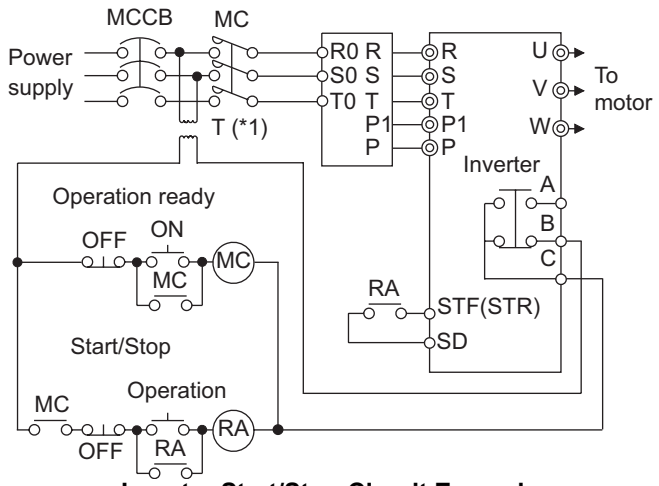 MCCB
MC
Power
supply
R0 R
S0 S
T0 T
P1
P
R
S
T
P1
P
U
V
W
To
motor
T (*1)
Inverter
A
B
C
Operation ready
OFF
ON
MC
MC
RA
STF(STR)
SD
Start/Stop
Operation
MC
OFF
RA
RA